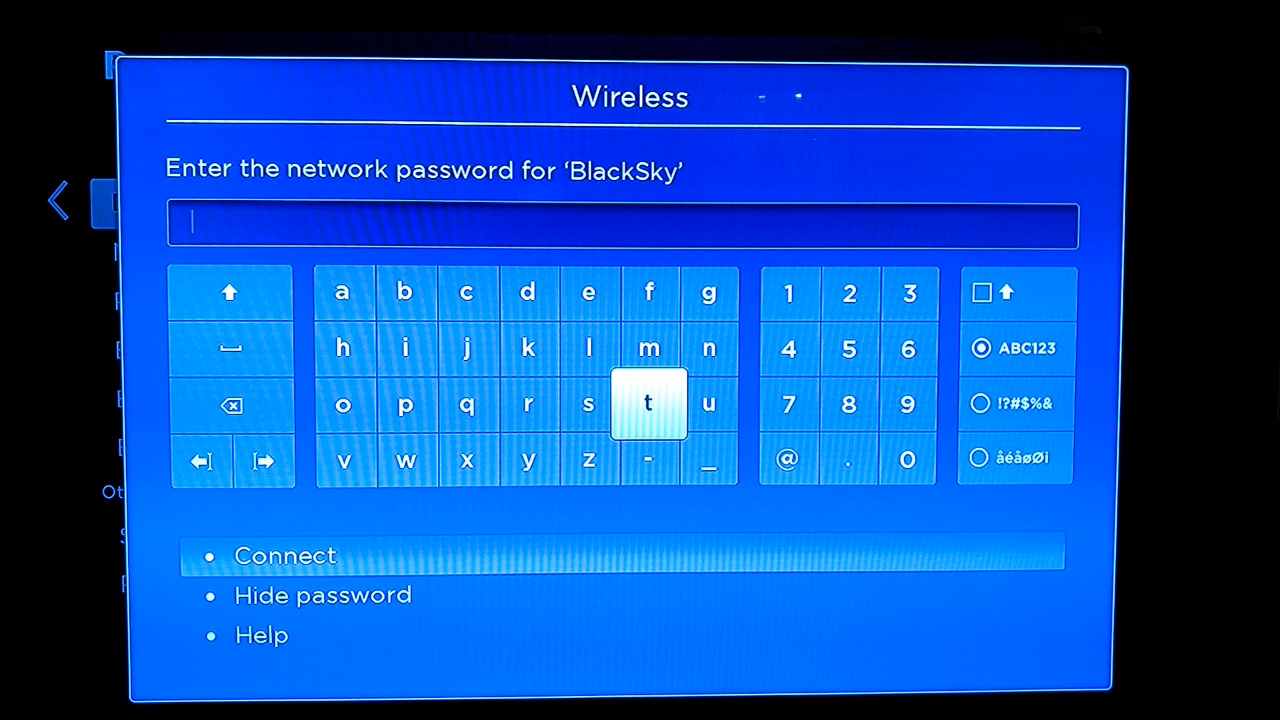 Wireless
Enter the network password for ‘BlackSky’
a b c d e f g 1 2 3
h i j k l m n 4 5 6 ABC123
o p q r s t u 7 8 9 !?#$%&
v w x y z - _ @ . 0 åéåøØi
Ot
Connect
Hide password
Help